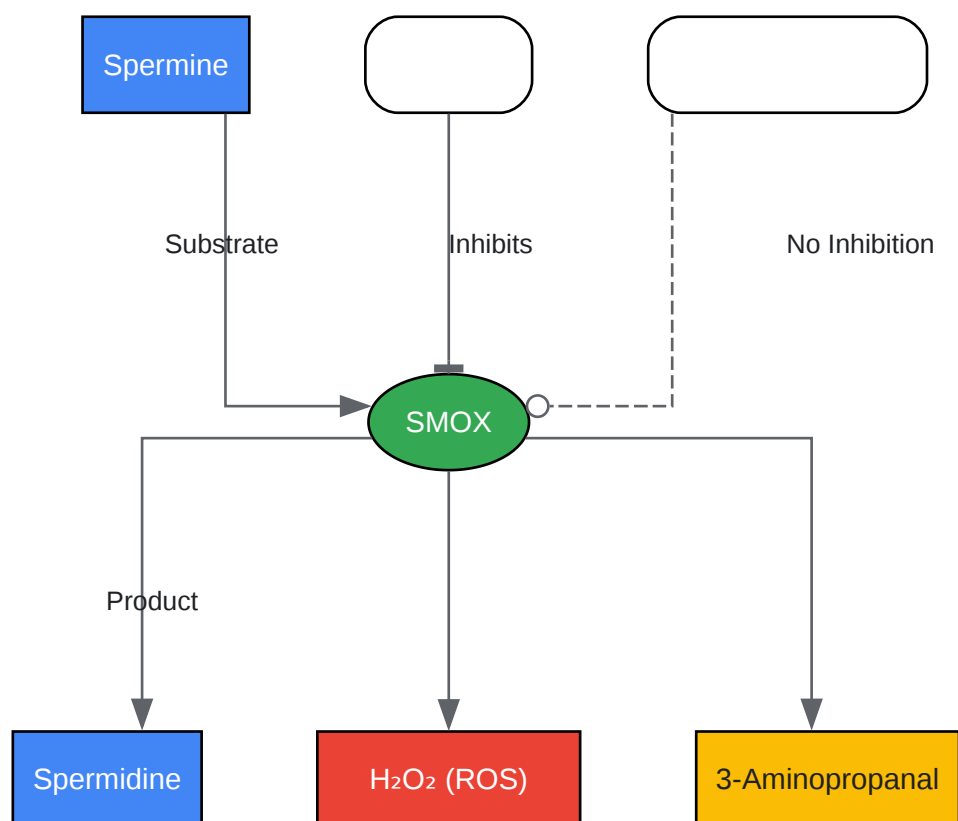 Spermine
Substrate
Inhibits
No Inhibition
SMOX
Product
Spermidine
H₂O₂ (ROS)
3-Aminopropanal